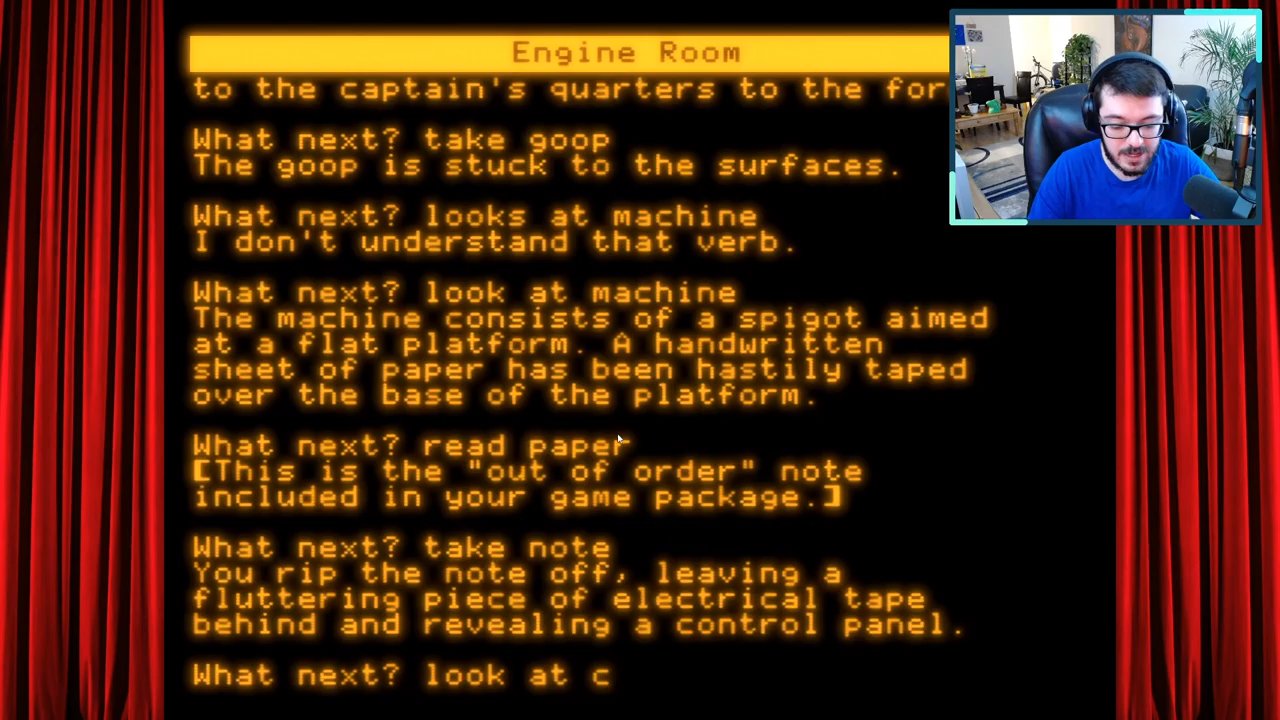 Engine Room
to the captain's quarters to the for
What next? take goop
The goop is stuck to the surfaces.
What next? looks at machine
I don't understand that verb.
What next? look at machine
The machine consists of a spigot aimed
at a flat platform. A handwritten
sheet of paper has been hastily taped
over the base of the platform.
What next? read paper
[This is the "out of order" note
included in your game package.]
What next? take note
You rip the note off, leaving a
fluttering piece of electrical tape
behind and revealing a control panel.
What next? look at c